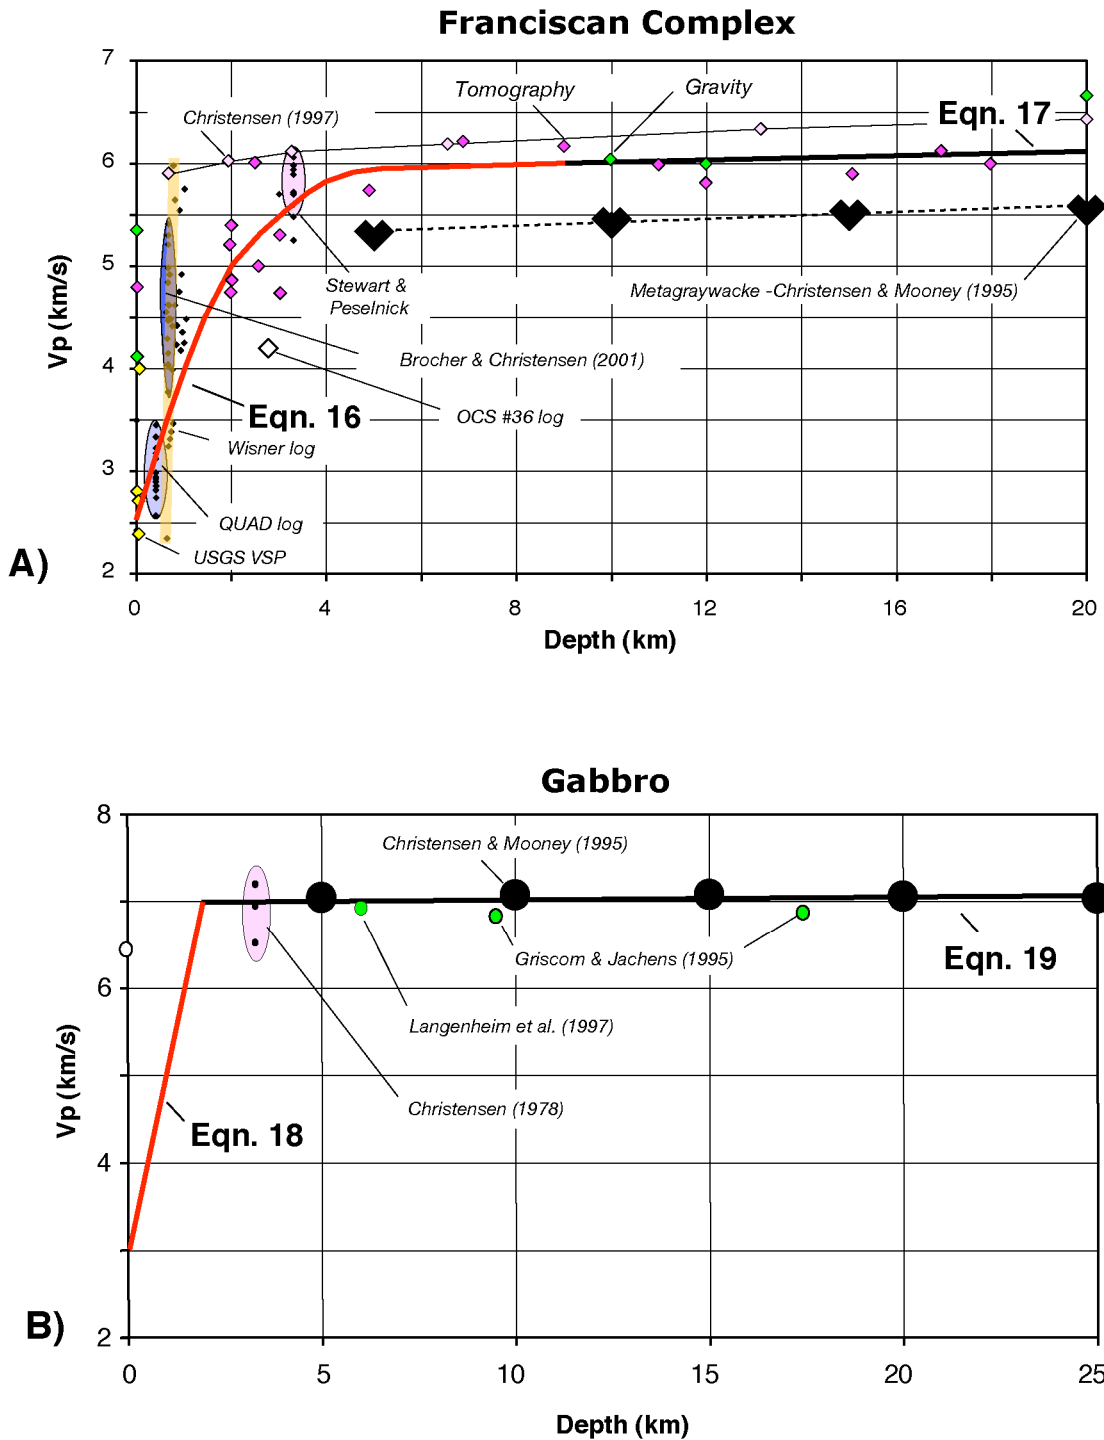 Franciscan Complex
7
Tomography
Gravity
Christensen (1997)
Eqn. 17
6
Vp (km/s)
5
Stewart &
Peselnick
Metagraywacke -Christensen & Mooney (1995)
4
Brocher & Christensen (2001)
Eqn. 16
OCS #36 log
Wisner log
3
QUAD log
USGS VSP
A)
2
0 4 8 12 16 20
Depth (km)
Gabbro
8
Christensen & Mooney (1995)
Griscom & Jachens (1995)
Eqn. 19
6
Langenheim et al. (1997)
Vp (km/s)
Christensen (1978)
Eqn. 18
4
B)
2
0 5 10 15 20 25
Depth (km)